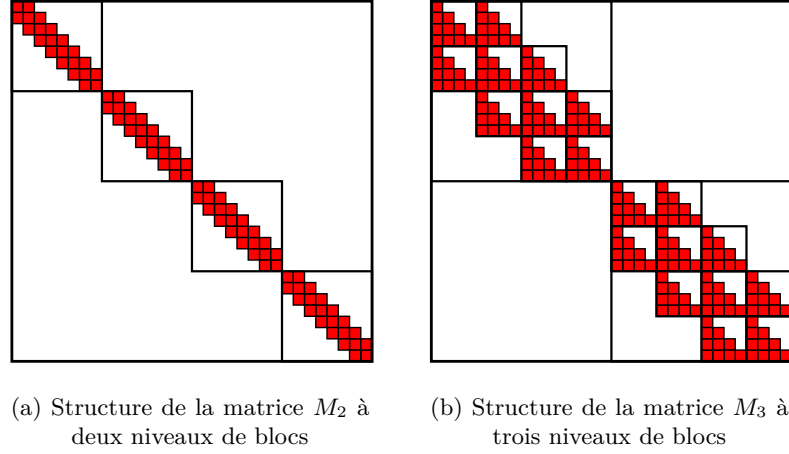 (a) Structure de la matrice M₂ à
deux niveaux de blocs
(b) Structure de la matrice M₃ à
trois niveaux de blocs